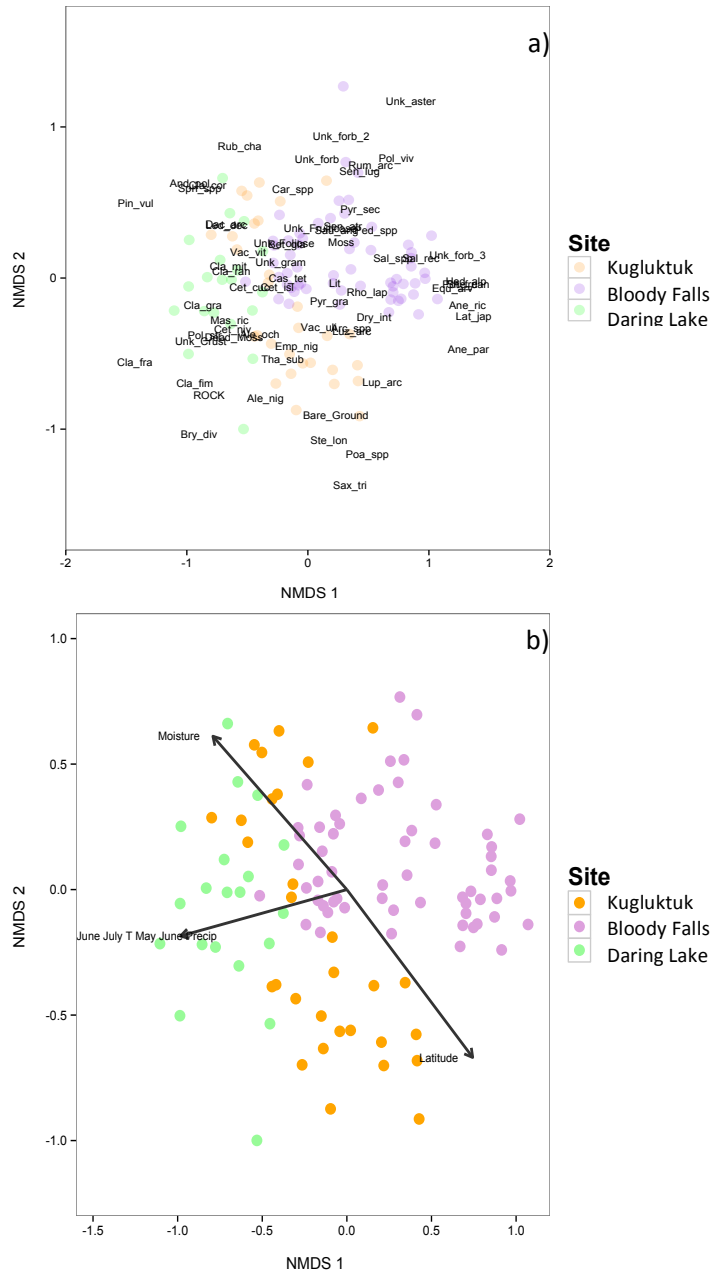 a)
Unk_aster
Unk_forb_2
Rub_cha
Unk_forb
Pol_viv
Rum_arc
Sen_lug
Car_spp
Pin_vul
Pyr_sec
Moss
Vac_vit
Unk_forb_3
Unk_gram
Sal_spp
Sal_rec
Cla_mit
Cas_tet
Lit
Cet_cuc
Cet_isl
Rho_lap
Equ_arv
Cla_gra
Pyr_gra
Ane_ric
Mas_ric
Dry_int
Lat_jap
Cet_niv
Vac_uli
Unk_Crust
Emp_nig
Ane_par
Cla_fra
Tha_sub
Cla_fim
Lup_arc
ROCK
Ale_nig
Bare_Ground
Bry_div
Ste_lon
Poa_spp
Sax_tri
1
0
-1
-2
-1
0
1
2
NMDS 1
NMDS 2
Site
Kugluktuk
Bloody Falls
Daring Lake
b)
Moisture
June July T May June Precip
Latitude
1.0
0.5
0.0
-0.5
-1.0
-1.5
-1.0
-0.5
0.0
0.5
1.0
NMDS 1
NMDS 2
Site
Kugluktuk
Bloody Falls
Daring Lake